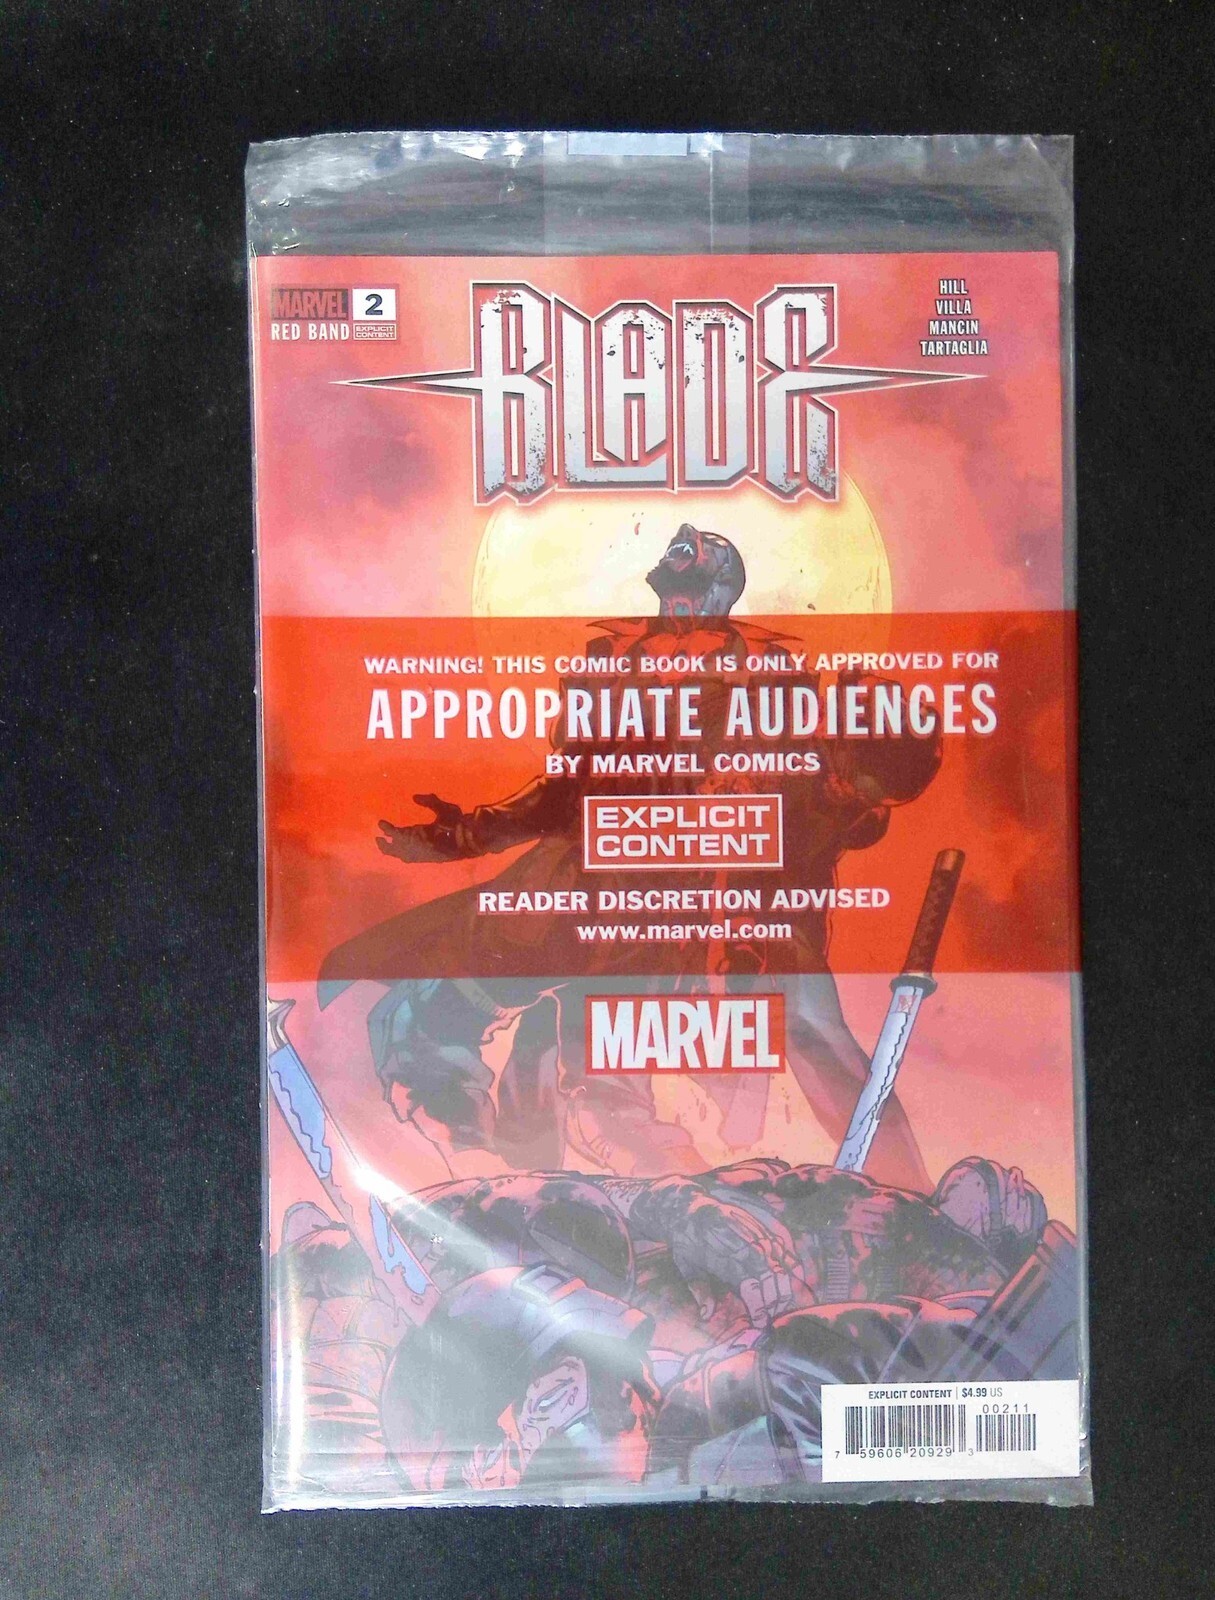 MARVEL 2
RED BAND EXPLICIT CONTENT
BLADE
HILL
VILLA
MANCIN
TARTAGLIA
WARNING! THIS COMIC BOOK IS ONLY APPROVED FOR
APPROPRIATE AUDIENCES
BY MARVEL COMICS
EXPLICIT
CONTENT
READER DISCRETION ADVISED
www.marvel.com
MARVEL
EXPLICIT CONTENT | $4.99 US
00211
7 59606 20929 3